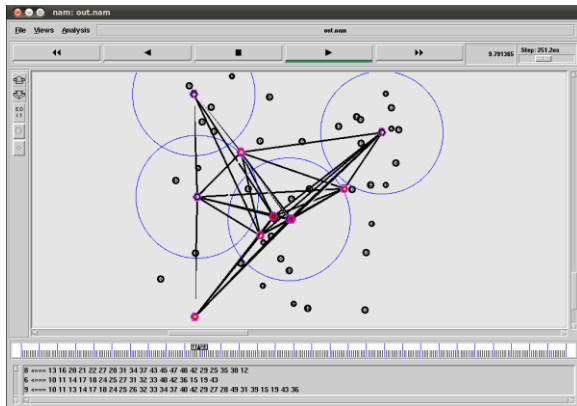 nam: out.nam
File Views Analysis out.nam
9.791365 Step: 251.2us
ED
IT
8 <=== 13 16 20 21 22 27 28 31 34 37 43 45 47 48 42 29 25 35 30 12
6 <=== 10 11 14 17 18 24 25 27 31 32 33 40 42 36 15 19 43
9 <=== 10 11 13 14 17 18 24 25 26 32 33 34 37 40 45 42 29 27 28 49 31 39 15 19 43 36